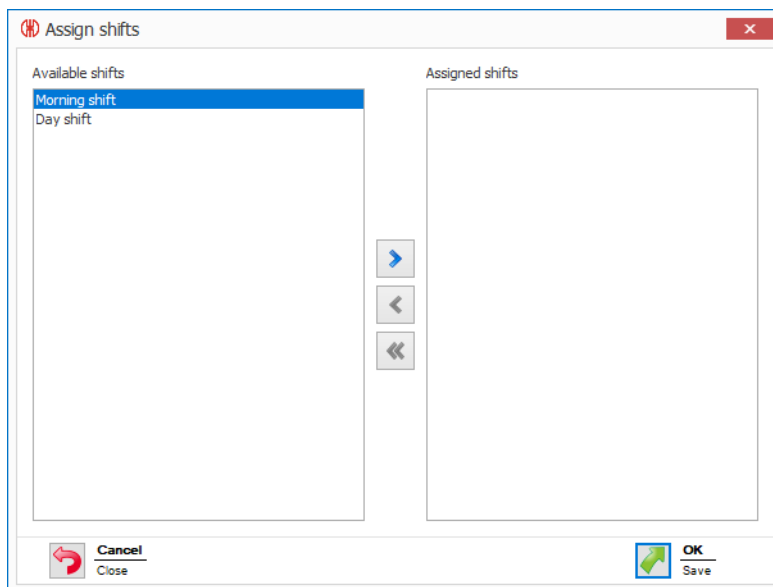 Assign shifts
Available shifts
Assigned shifts
Morning shift
Day shift
Cancel
Close
OK
Save